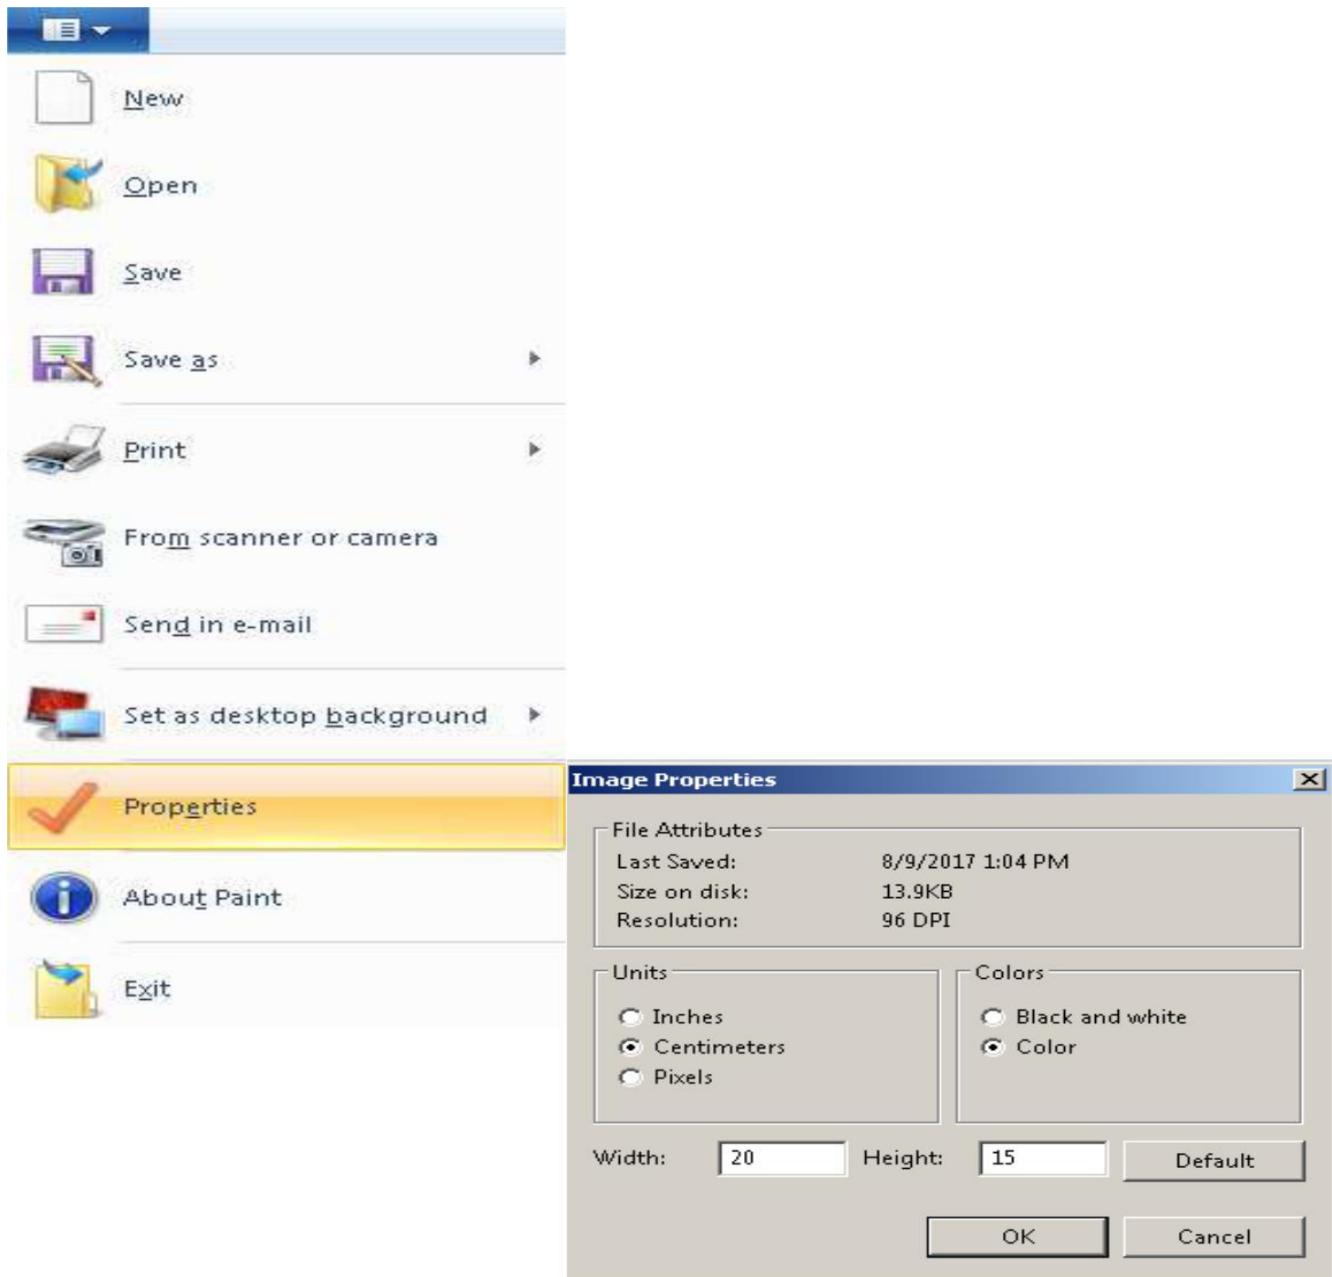 New
Open
Save
Save as
Print
From scanner or camera
Send in e-mail
Set as desktop background
Properties
About Paint
Exit
Image Properties
File Attributes
Last Saved: 8/9/2017 1:04 PM
Size on disk: 13.9KB
Resolution: 96 DPI
Units
Inches
Centimeters
Pixels
Colors
Black and white
Color
Width: 20 Height: 15 Default
OK Cancel